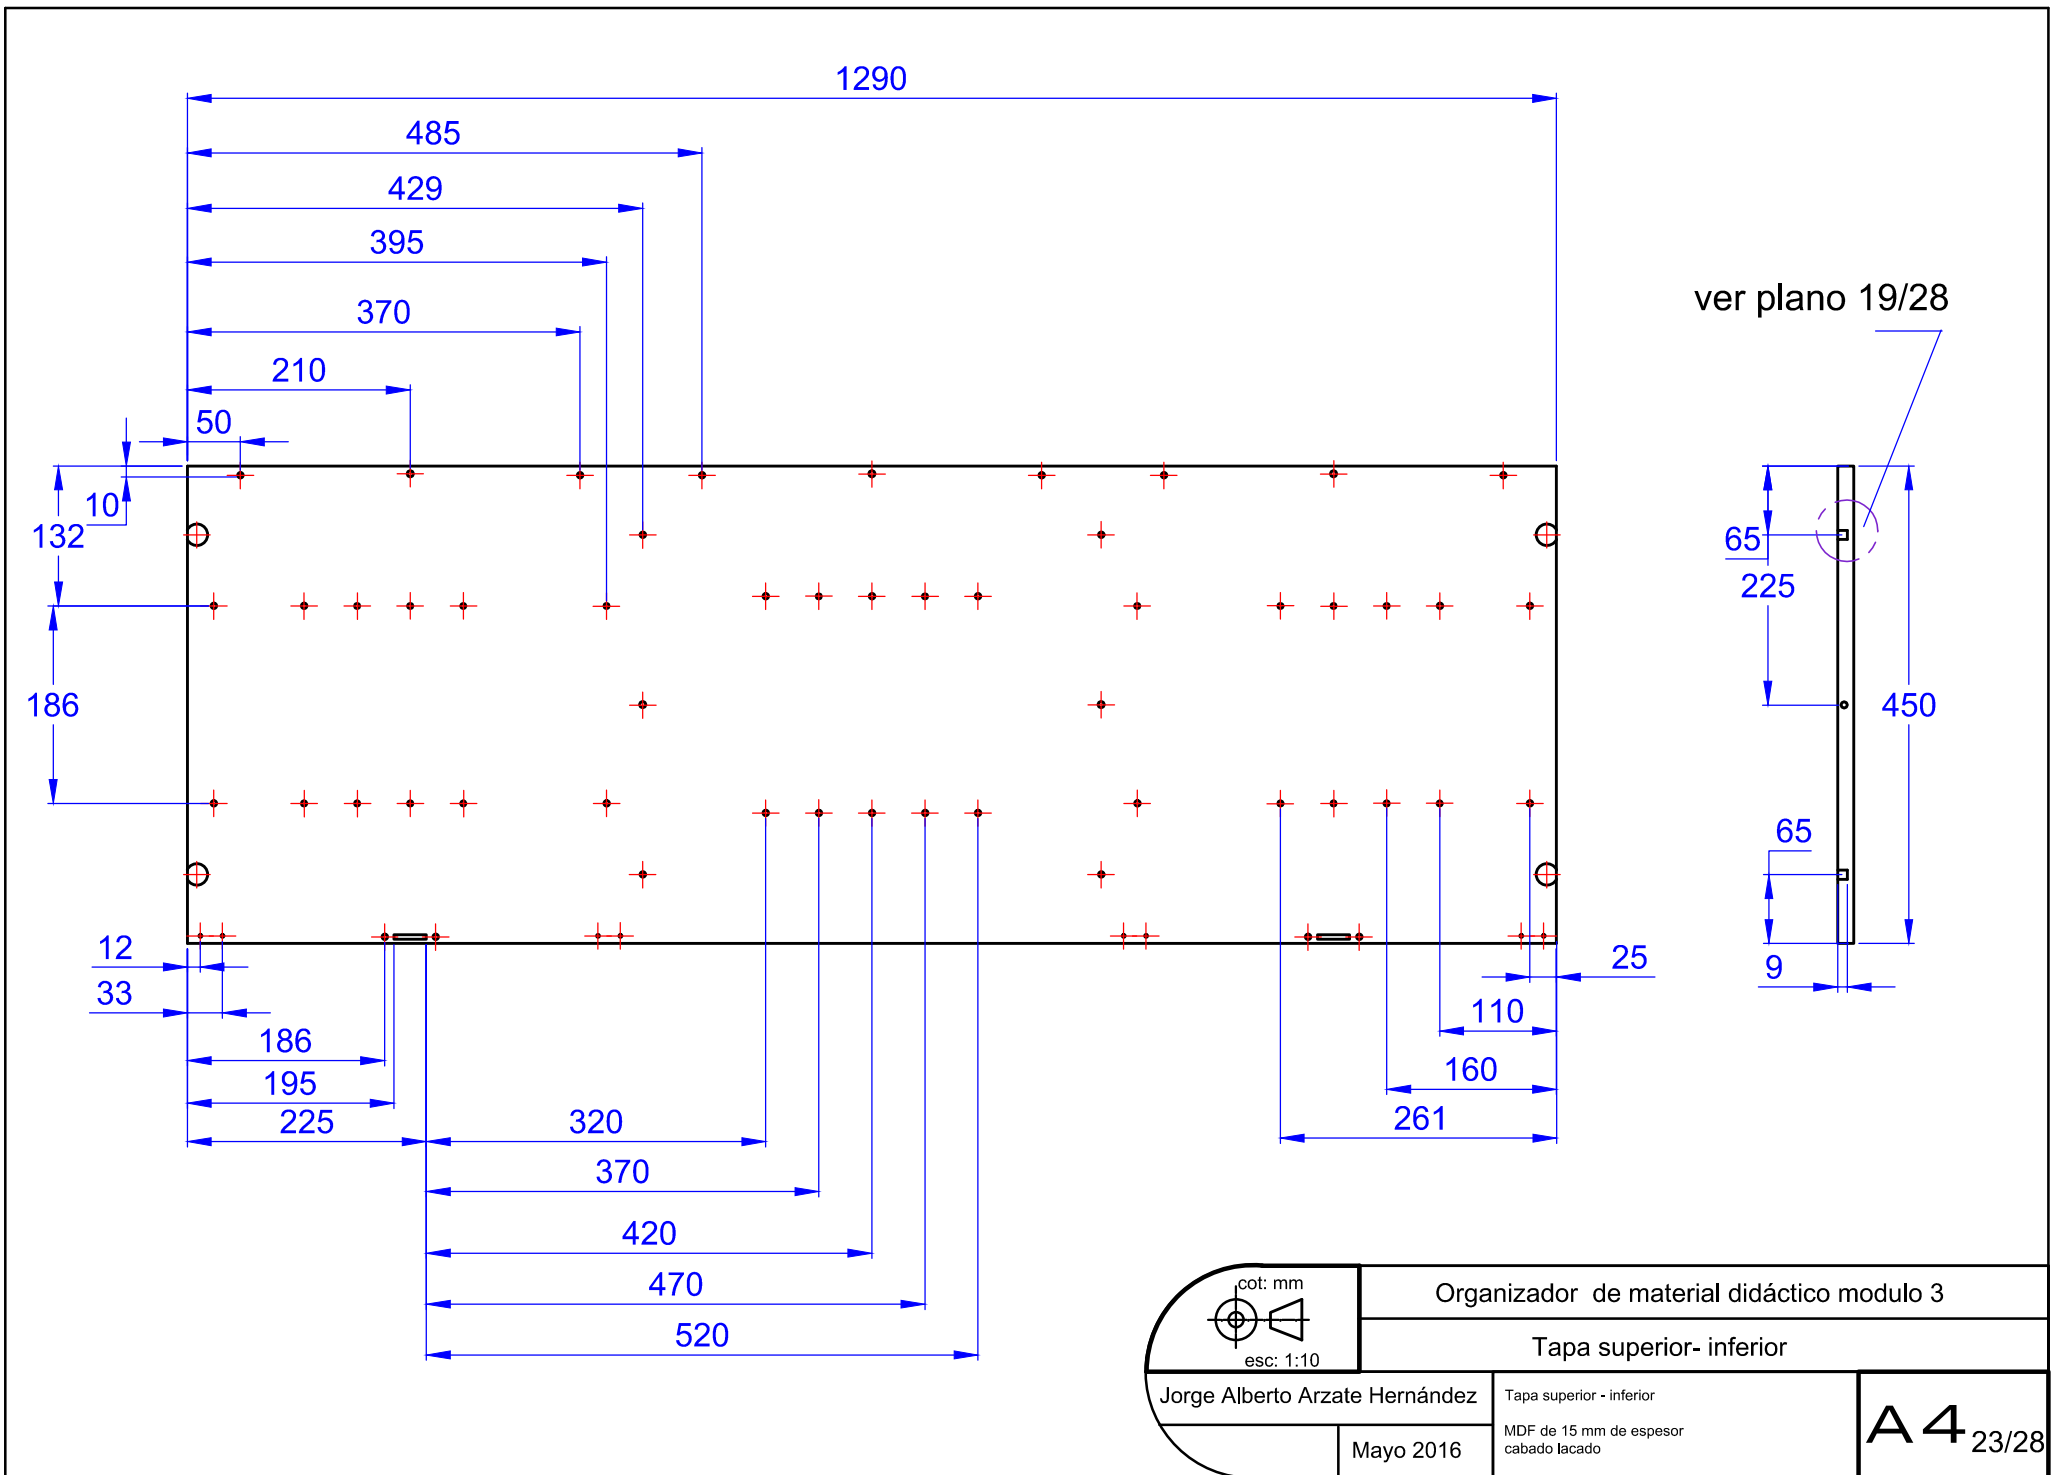 1290
485
429
395
ver plano 19/28
370
210
50
10
132
65
225
186
450
65
12
25
9
33
110
186
160
195
225
320
261
370
420
470
520
cot: mm
esc: 1:10
Organizador de material didáctico modulo 3
Tapa superior- inferior
Jorge Alberto Arzate Hernández
Mayo 2016
Tapa superior - inferior
MDF de 15 mm de espesor
cabado lacado
A4 23/28